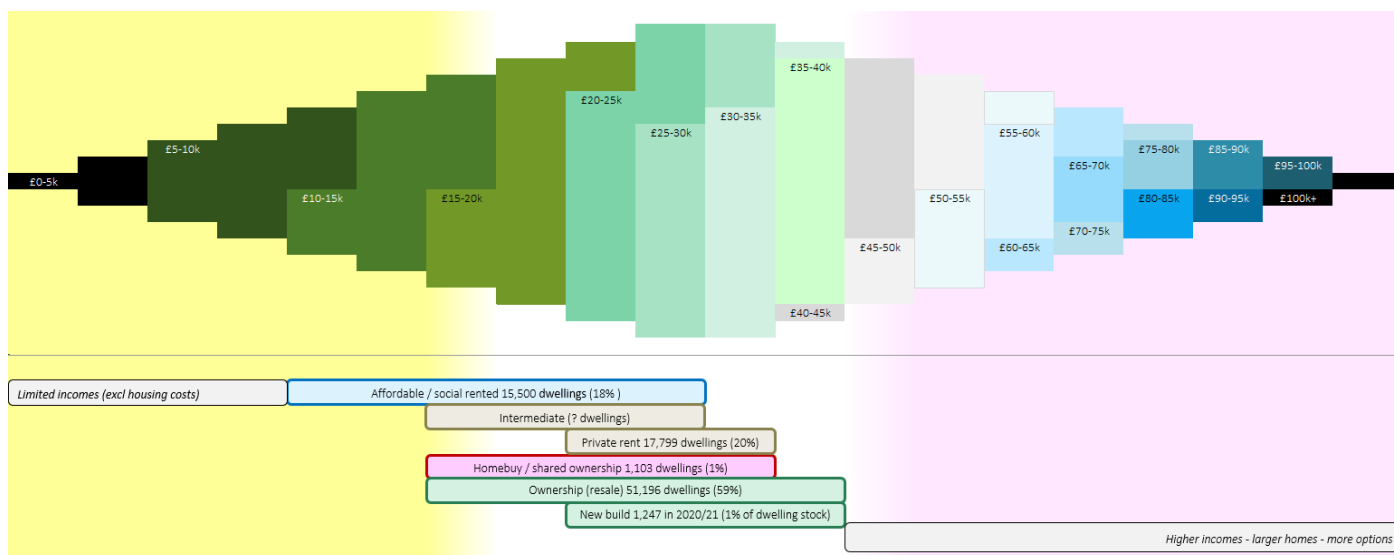 £0-5k
£5-10k
£10-15k
£15-20k
£20-25k
£25-30k
£30-35k
£35-40k
£40-45k
£45-50k
£50-55k
£55-60k
£60-65k
£65-70k
£70-75k
£75-80k
£80-85k
£85-90k
£90-95k
£95-100k
£100k+
Limited incomes (excl housing costs)
Affordable / social rented 15,500 dwellings (18% )
Intermediate (? dwellings)
Private rent 17,799 dwellings (20%)
Homebuy / shared ownership 1,103 dwellings (1%)
Ownership (resale) 51,196 dwellings (59%)
New build 1,247 in 2020/21 (1% of dwelling stock)
Higher incomes - larger homes - more options